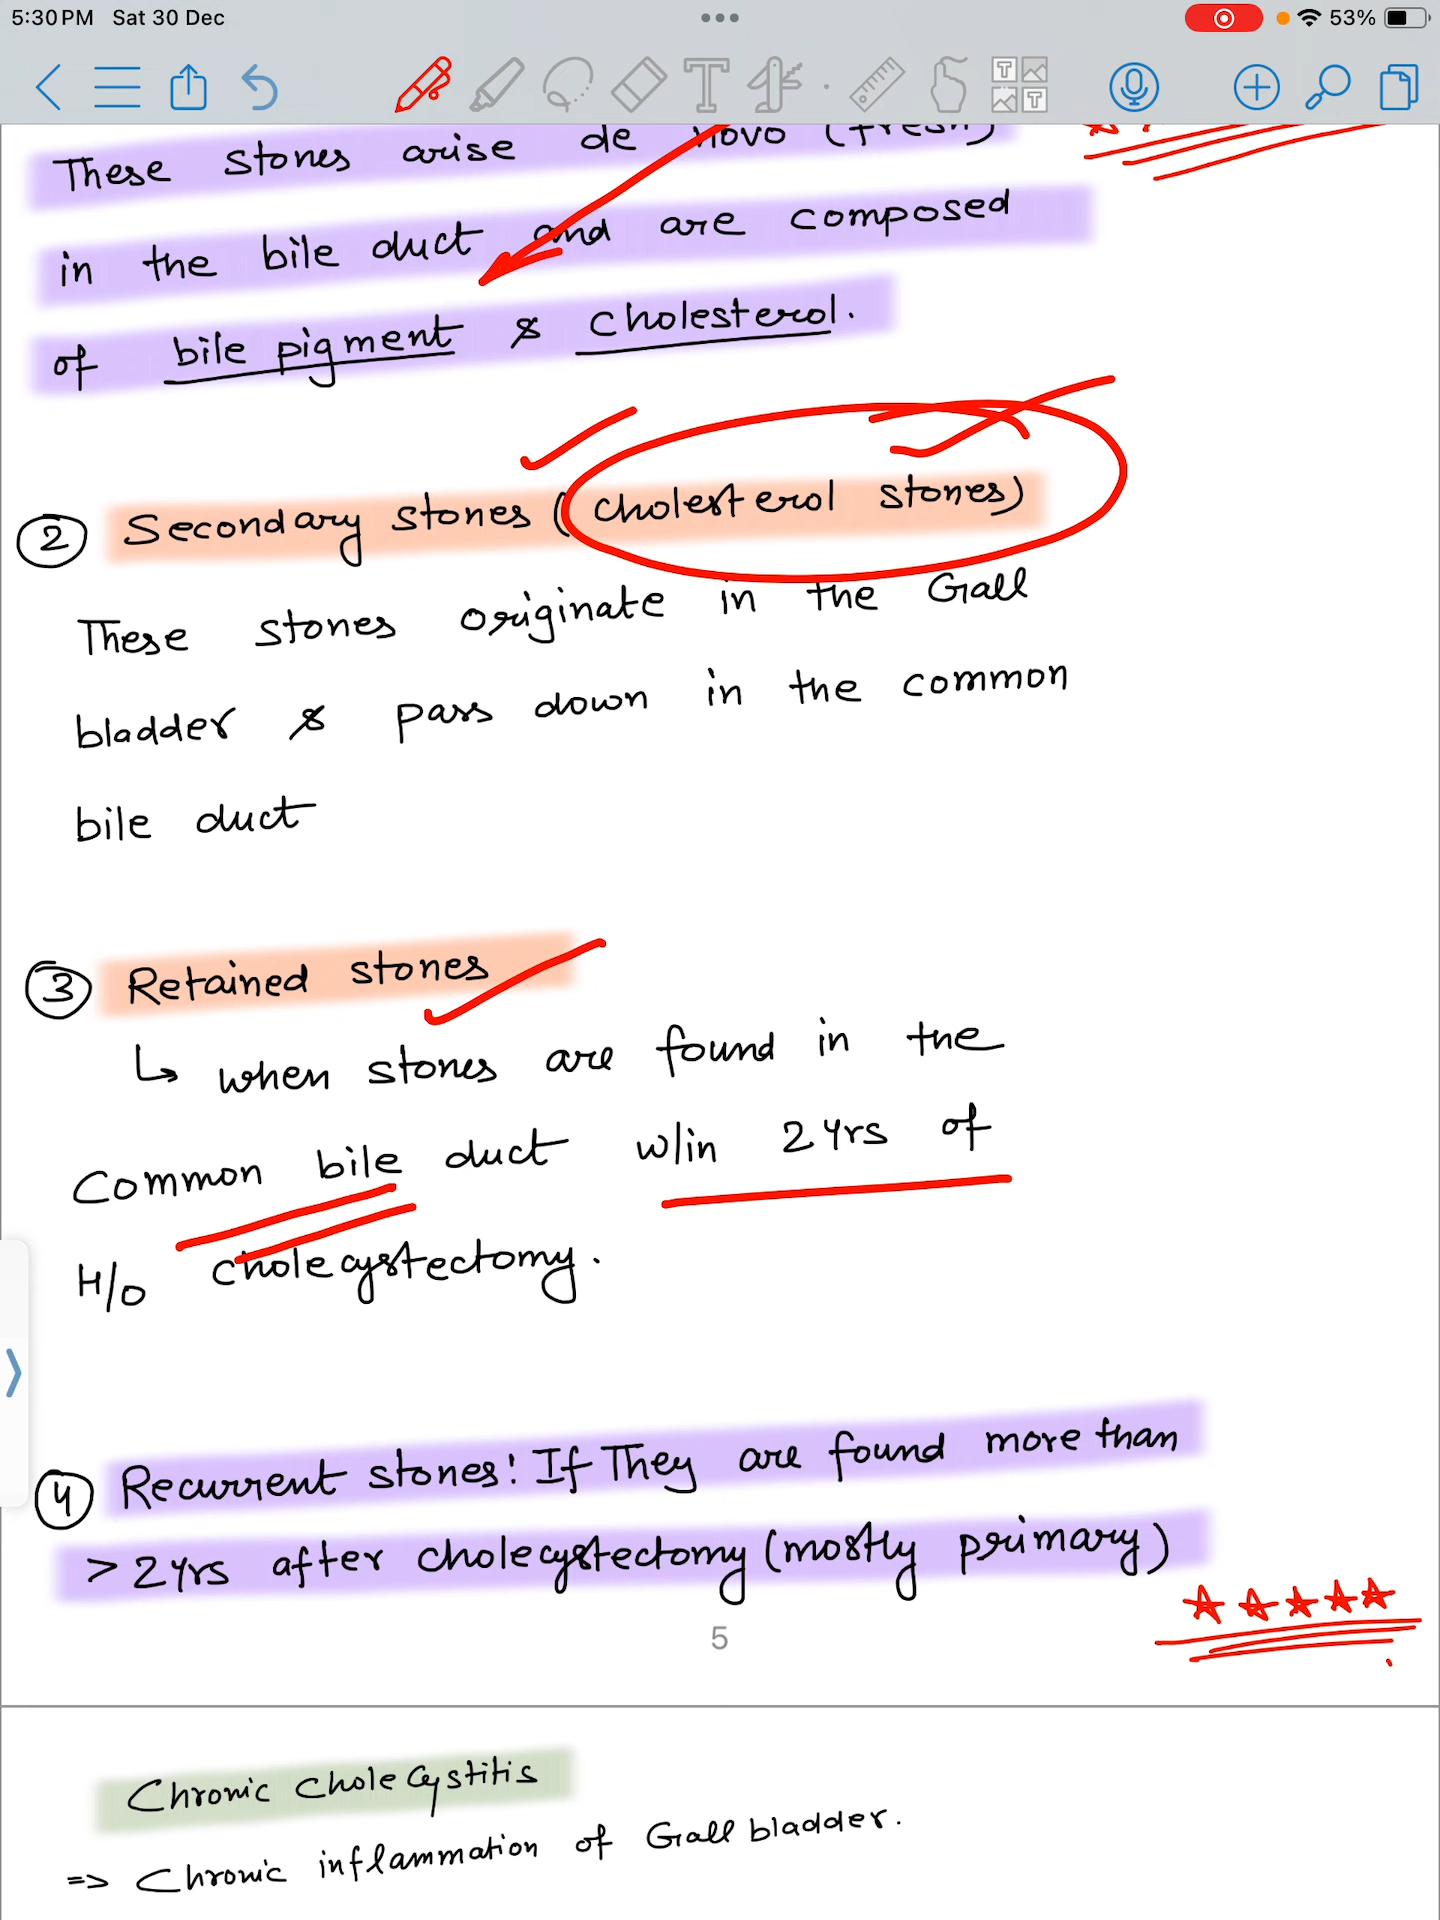 5:30 PM Sat 30 Dec
53%
These stones arise de novo (fresh)
in the bile duct and are composed
of bile pigment & cholesterol.
2 Secondary stones (cholesterol stones)
These stones originate in the Gall
bladder & pass down in the common
bile duct
3 Retained stones
↳ when stones are found in the
Common bile duct w/in 2 yrs of
H/o cholecystectomy.
4 Recurrent stones: If They are found more than
> 2 yrs after cholecystectomy (mostly primary)
5
Chronic Cholecystitis
=> Chronic inflammation of Gall bladder.